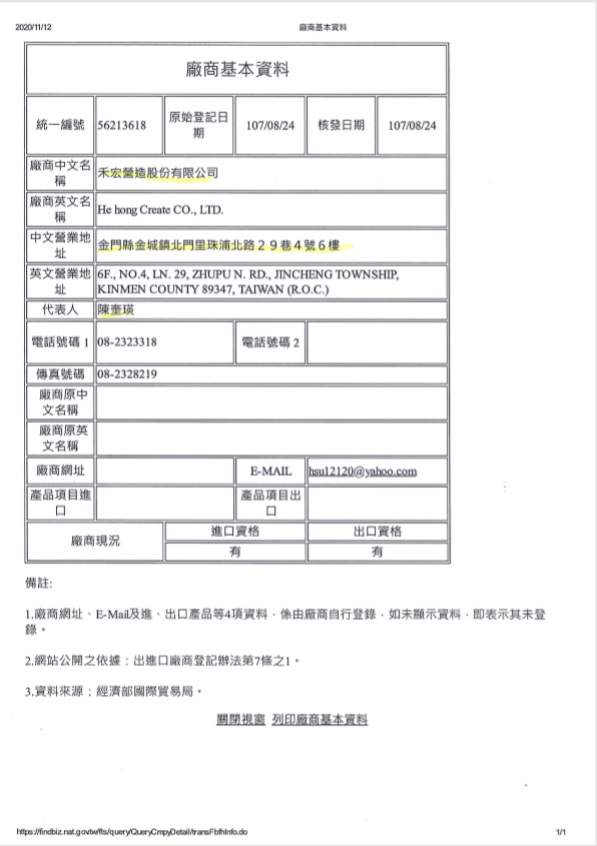 2020/11/12
廠商基本資料
廠商基本資料
統一編號 56213618 原始登記日期 107/08/24 核發日期 107/08/24
廠商中文名稱 禾宏營造股份有限公司
廠商英文名稱 He hong Create CO., LTD.
中文營業地址 金門縣金城鎮北門里珠浦北路２９巷４號６樓
英文營業地址 6F., NO.4, LN. 29, ZHUPU N. RD., JINCHENG TOWNSHIP,
KINMEN COUNTY 89347, TAIWAN (R.O.C.)
代表人 陳奎瑛
電話號碼 1 08-2323318 電話號碼 2
傳真號碼 08-2328219
廠商原中文名稱
廠商原英文名稱
廠商網址 E-MAIL hsu12120@yahoo.com
產品項目進口 產品項目出口
廠商現況 進口資格 出口資格
有 有
備註:
1.廠商網址、E-Mail及進、出口產品等4項資料，係由廠商自行登錄，如未顯示資料，即表示其未登
錄。
2.網站公開之依據：出進口廠商登記辦法第7條之1。
3.資料來源：經濟部國際貿易局。
關閉視窗 列印廠商基本資料
https://findbiz.nat.gov.tw/fts/query/QueryCmpyDetail/transFbfhInfo.do 1/1